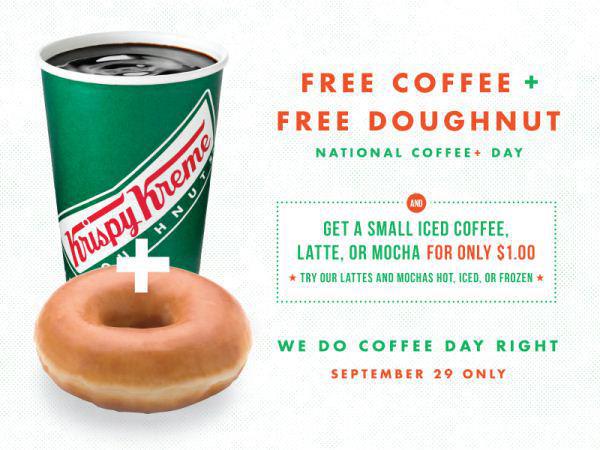 Krispy Kreme
DOUGHNUTS
FREE COFFEE +
FREE DOUGHNUT
NATIONAL COFFEE+ DAY
AND
GET A SMALL ICED COFFEE,
LATTE, OR MOCHA FOR ONLY $1.00
★ TRY OUR LATTES AND MOCHAS HOT, ICED, OR FROZEN ★
WE DO COFFEE DAY RIGHT
SEPTEMBER 29 ONLY